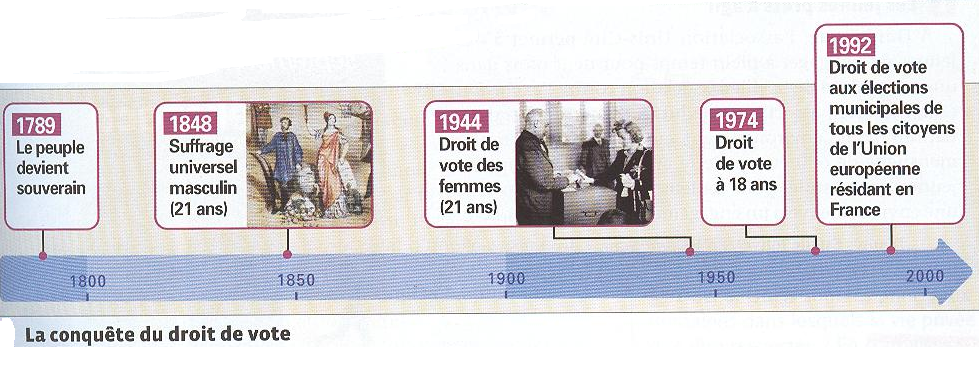 1789
Le peuple
devient
souverain
1848
Suffrage
universel
masculin
(21 ans)
1944
Droit de
vote des
femmes
(21 ans)
1974
Droit
de vote
à 18 ans
1992
Droit de vote
aux élections
municipales de
tous les citoyens
de l'Union
européenne
résidant en
France
1800
1850
1900
1950
2000
La conquête du droit de vote